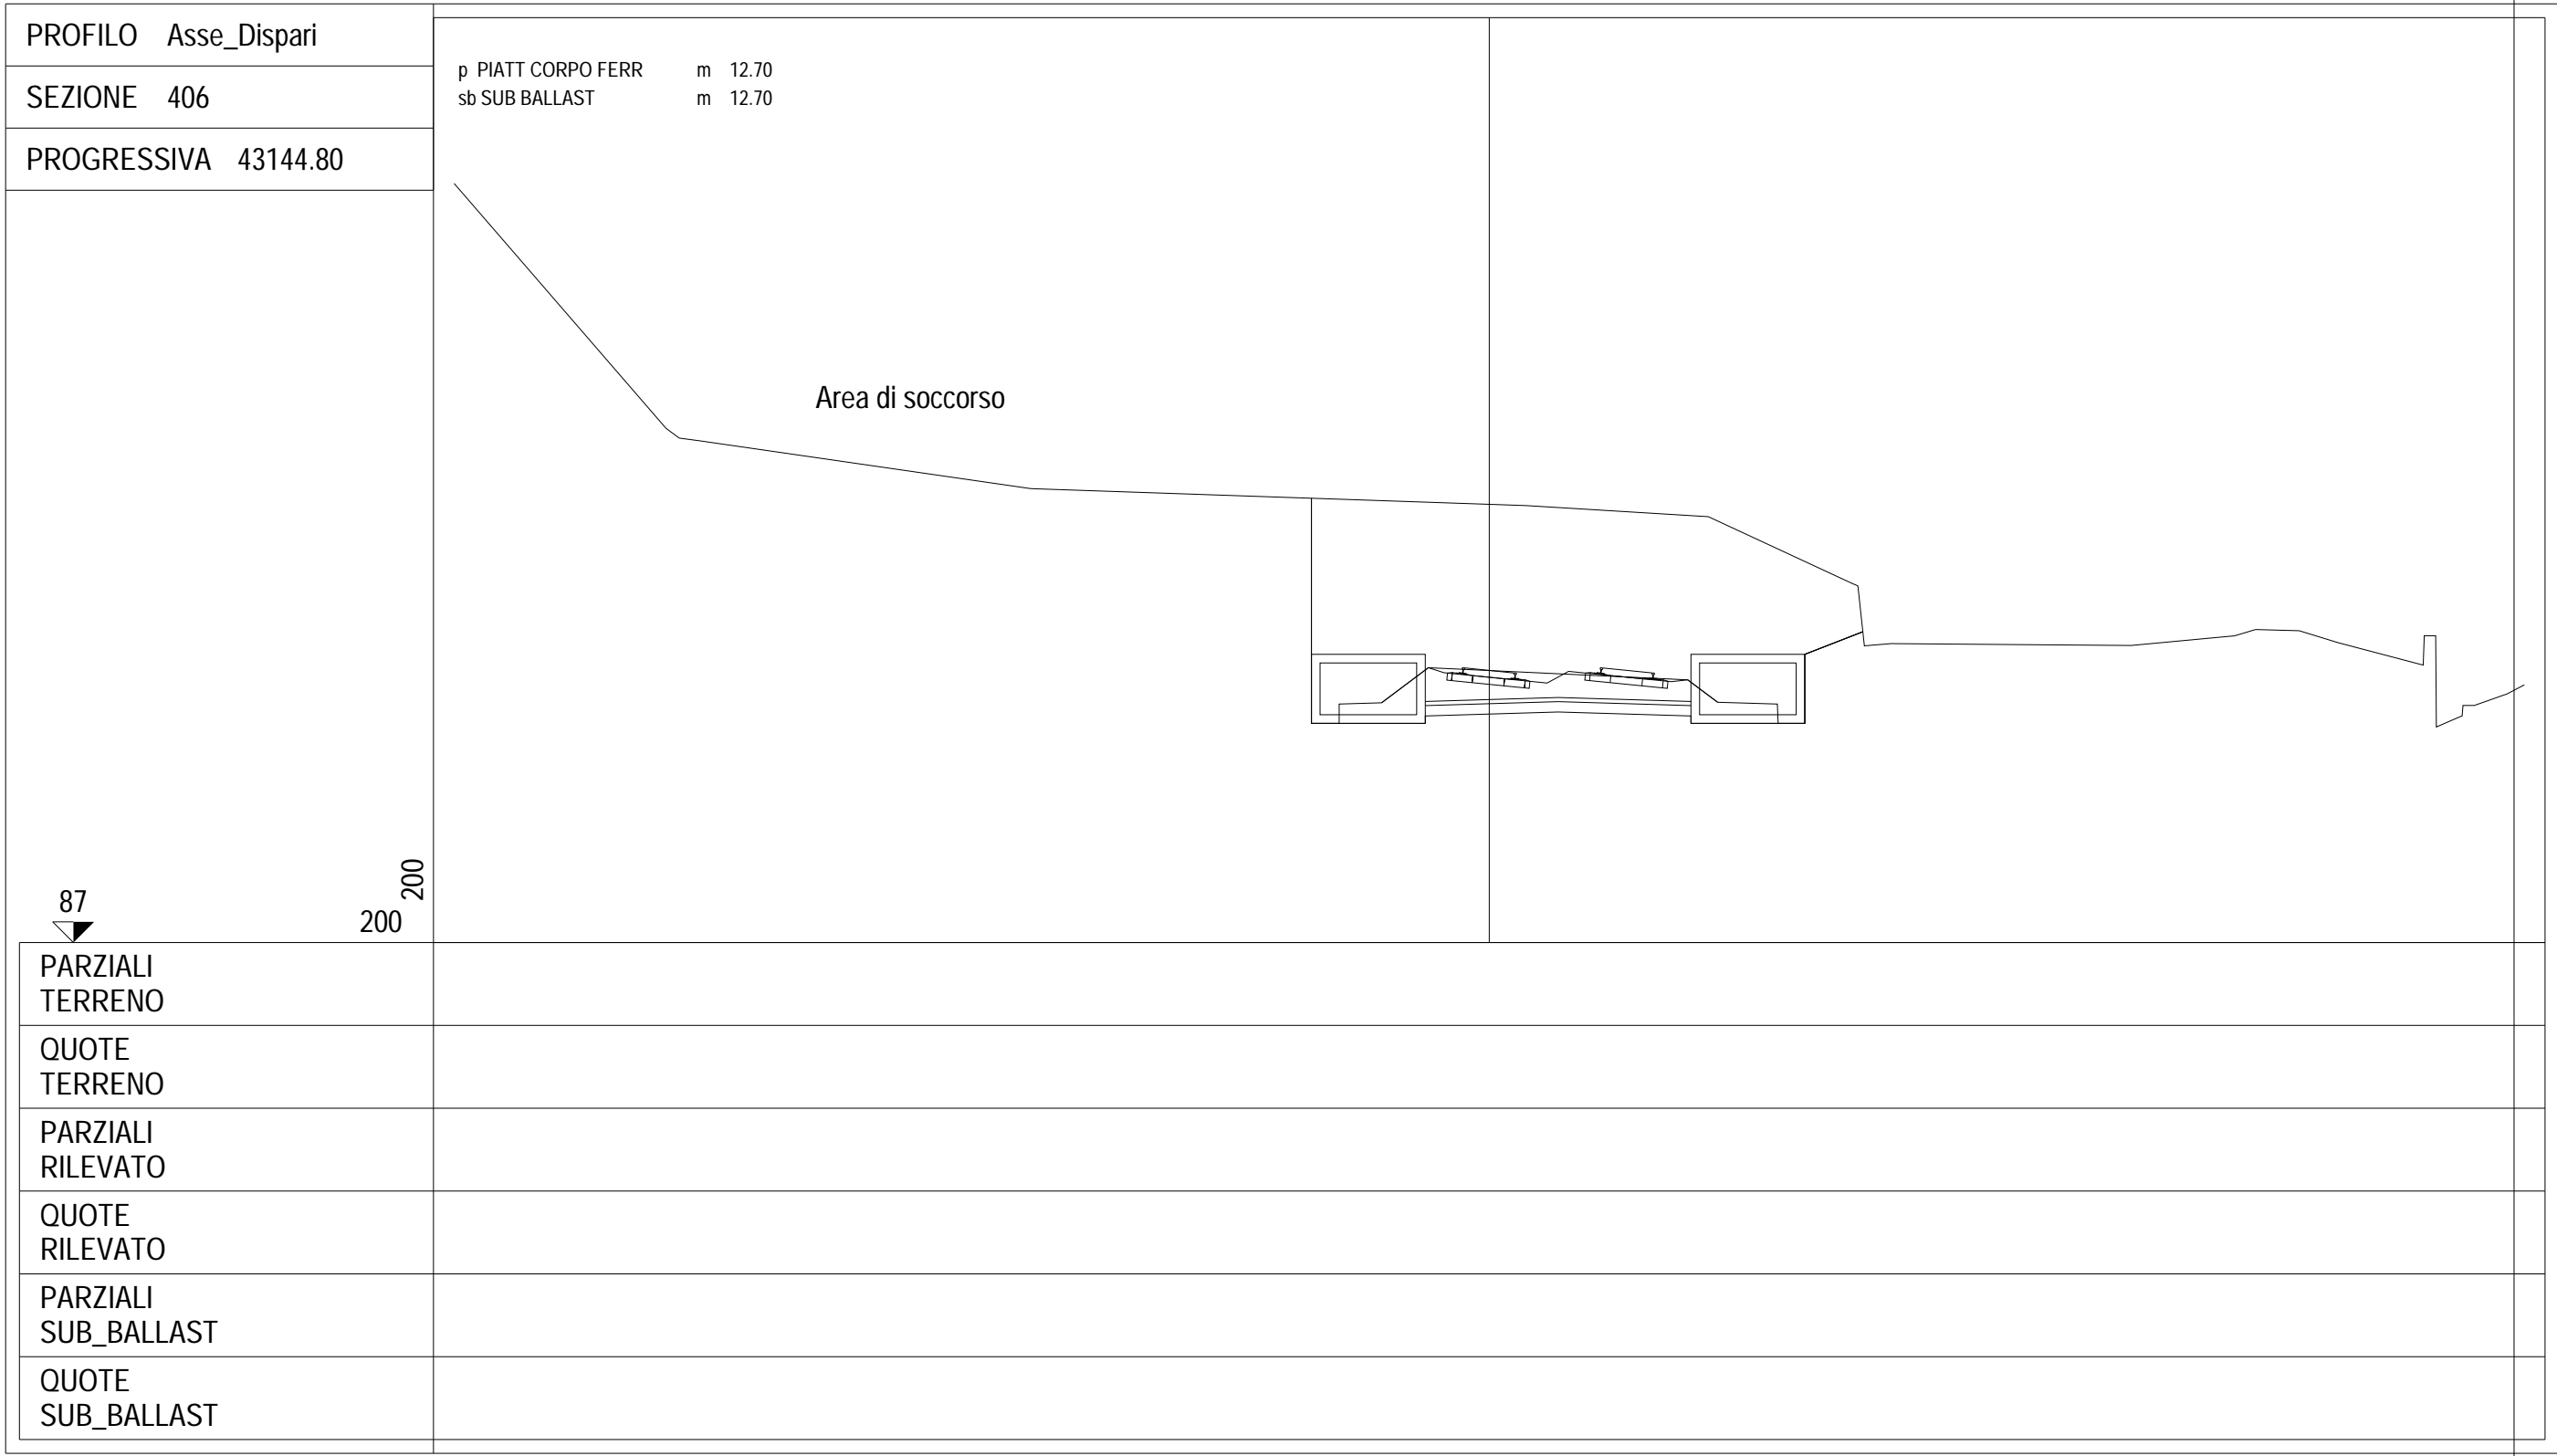 PROFILO Asse_Dispari
SEZIONE 406
PROGRESSIVA 43144.80
p PIATT CORPO FERR m 12.70
sb SUB BALLAST m 12.70
Area di soccorso
200
87
200
PARZIALI
TERRENO
QUOTE
TERRENO
PARZIALI
RILEVATO
QUOTE
RILEVATO
PARZIALI
SUB_BALLAST
QUOTE
SUB_BALLAST